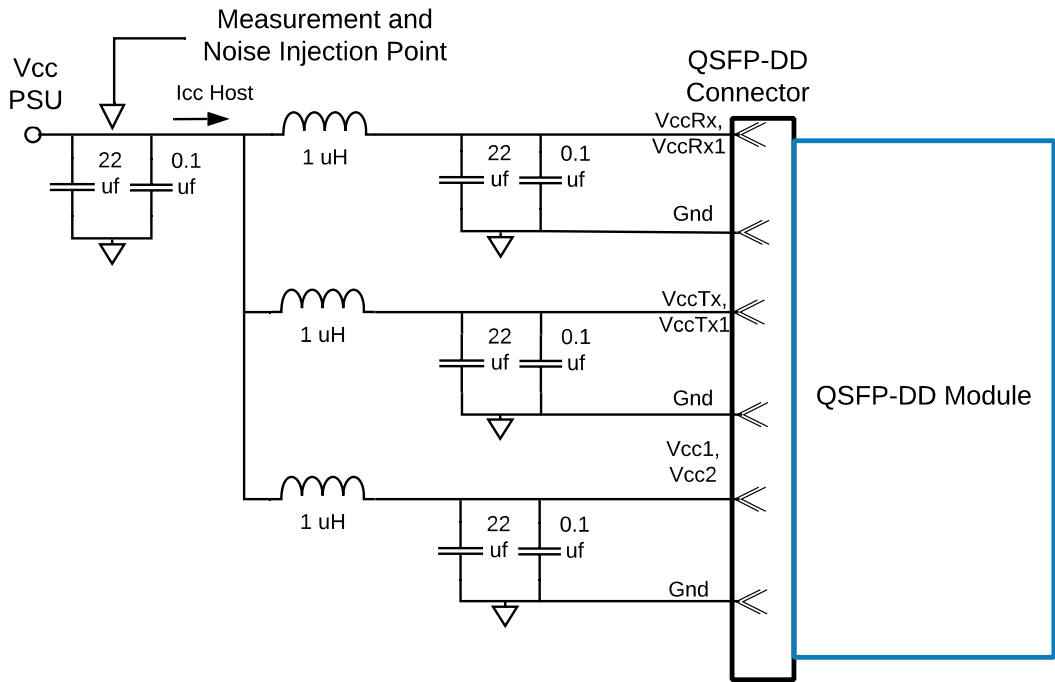 Measurement and
Noise Injection Point
Vcc
PSU
Icc Host
QSFP-DD
Connector
22
uf
0.1
uf
1 uH
22
uf
0.1
uf
VccRx,
VccRx1
Gnd
1 uH
22
uf
0.1
uf
VccTx,
VccTx1
Gnd
QSFP-DD Module
1 uH
22
uf
0.1
uf
Vcc1,
Vcc2
Gnd